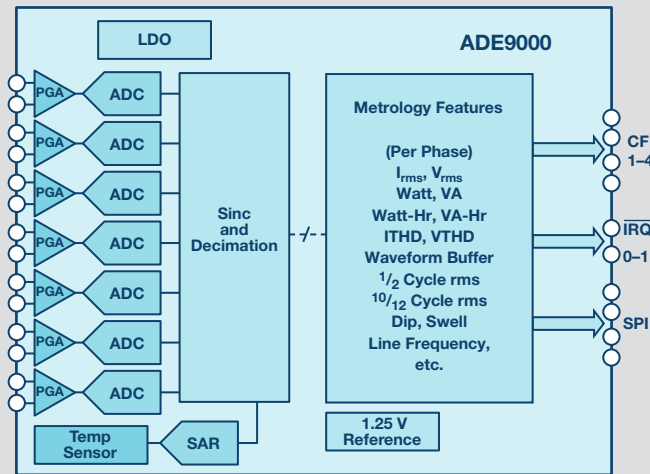 LDO
ADE9000
PGA
ADC
PGA
ADC
PGA
ADC
PGA
ADC
PGA
ADC
PGA
ADC
PGA
ADC
Sinc
and
Decimation
Metrology Features
(Per Phase)
Irms, Vrms
Watt, VA
Watt-Hr, VA-Hr
ITHD, VTHD
Waveform Buffer
1/2 Cycle rms
10/12 Cycle rms
Dip, Swell
Line Frequency,
etc.
CF
1–4
IRQ
0–1
SPI
Temp
Sensor
SAR
1.25 V
Reference